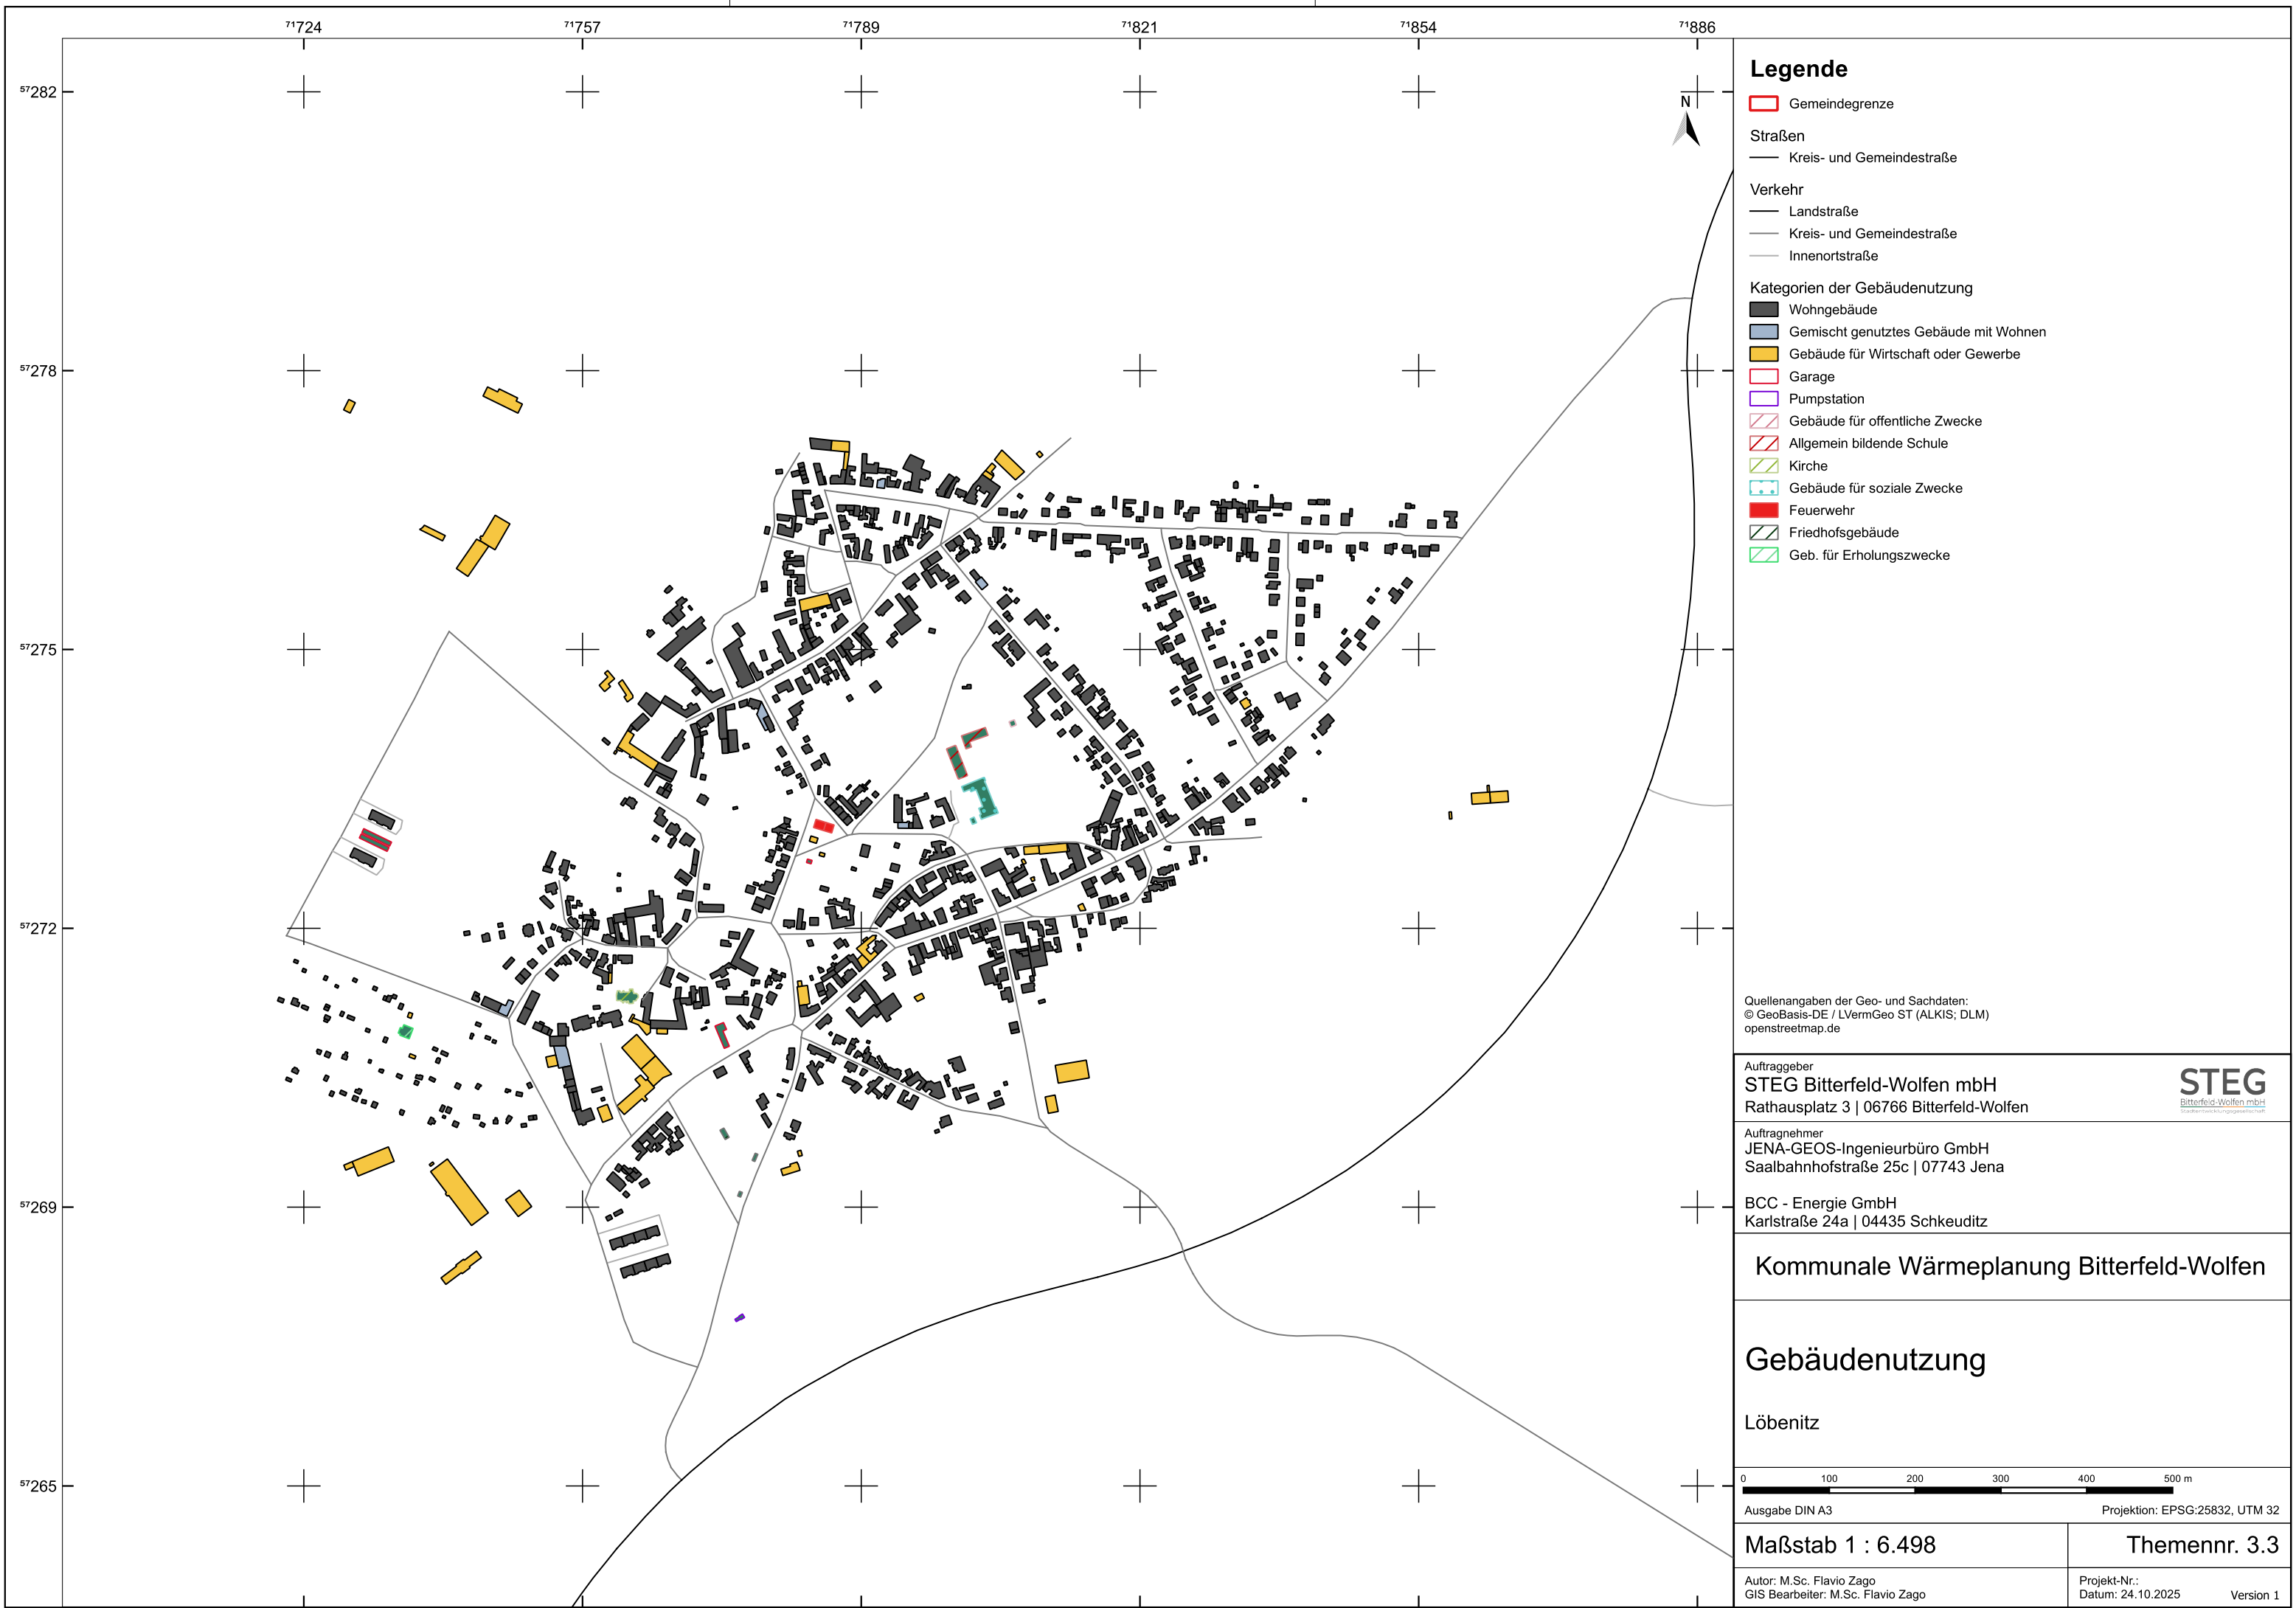 ⁷¹724 ⁷¹757 ⁷¹789 ⁷¹821 ⁷¹854 ⁷¹886
⁵⁷282
⁵⁷278
⁵⁷275
⁵⁷272
⁵⁷269
⁵⁷265
N
Legende
Gemeindegrenze
Straßen
Kreis- und Gemeindestraße
Verkehr
Landstraße
Kreis- und Gemeindestraße
Innenortstraße
Kategorien der Gebäudenutzung
Wohngebäude
Gemischt genutztes Gebäude mit Wohnen
Gebäude für Wirtschaft oder Gewerbe
Garage
Pumpstation
Gebäude für offentliche Zwecke
Allgemein bildende Schule
Kirche
Gebäude für soziale Zwecke
Feuerwehr
Friedhofsgebäude
Geb. für Erholungszwecke
Quellenangaben der Geo- und Sachdaten:
© GeoBasis-DE / LVermGeo ST (ALKIS; DLM)
openstreetmap.de
Auftraggeber
STEG Bitterfeld-Wolfen mbH
Rathausplatz 3 | 06766 Bitterfeld-Wolfen
STEG
Bitterfeld-Wolfen mbH
Stadtentwicklungsgesellschaft
Auftragnehmer
JENA-GEOS-Ingenieurbüro GmbH
Saalbahnhofstraße 25c | 07743 Jena
BCC - Energie GmbH
Karlstraße 24a | 04435 Schkeuditz
Kommunale Wärmeplanung Bitterfeld-Wolfen
Gebäudenutzung
Löbenitz
0 100 200 300 400 500 m
Ausgabe DIN A3 Projektion: EPSG:25832, UTM 32
Maßstab 1 : 6.498 Themennr. 3.3
Autor: M.Sc. Flavio Zago
GIS Bearbeiter: M.Sc. Flavio Zago
Projekt-Nr.:
Datum: 24.10.2025 Version 1